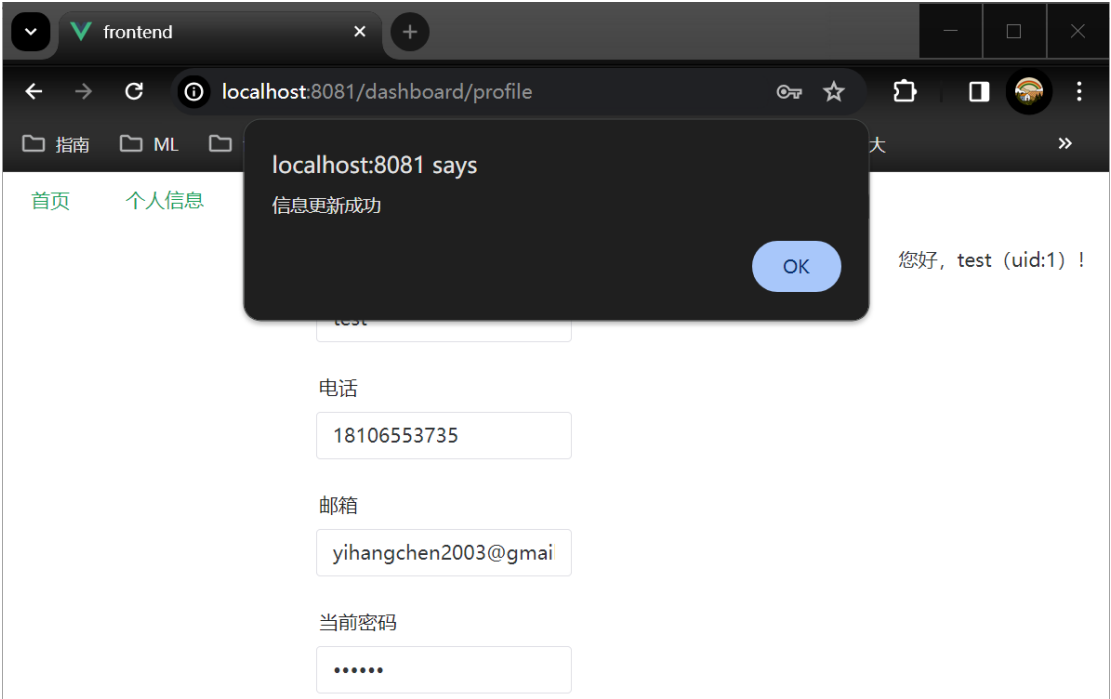 frontend
localhost:8081/dashboard/profile
指南
ML
大
localhost:8081 says
信息更新成功
OK
首页
个人信息
您好，test（uid:1）!
test
电话
18106553735
邮箱
yihangchen2003@gmai
当前密码
••••••